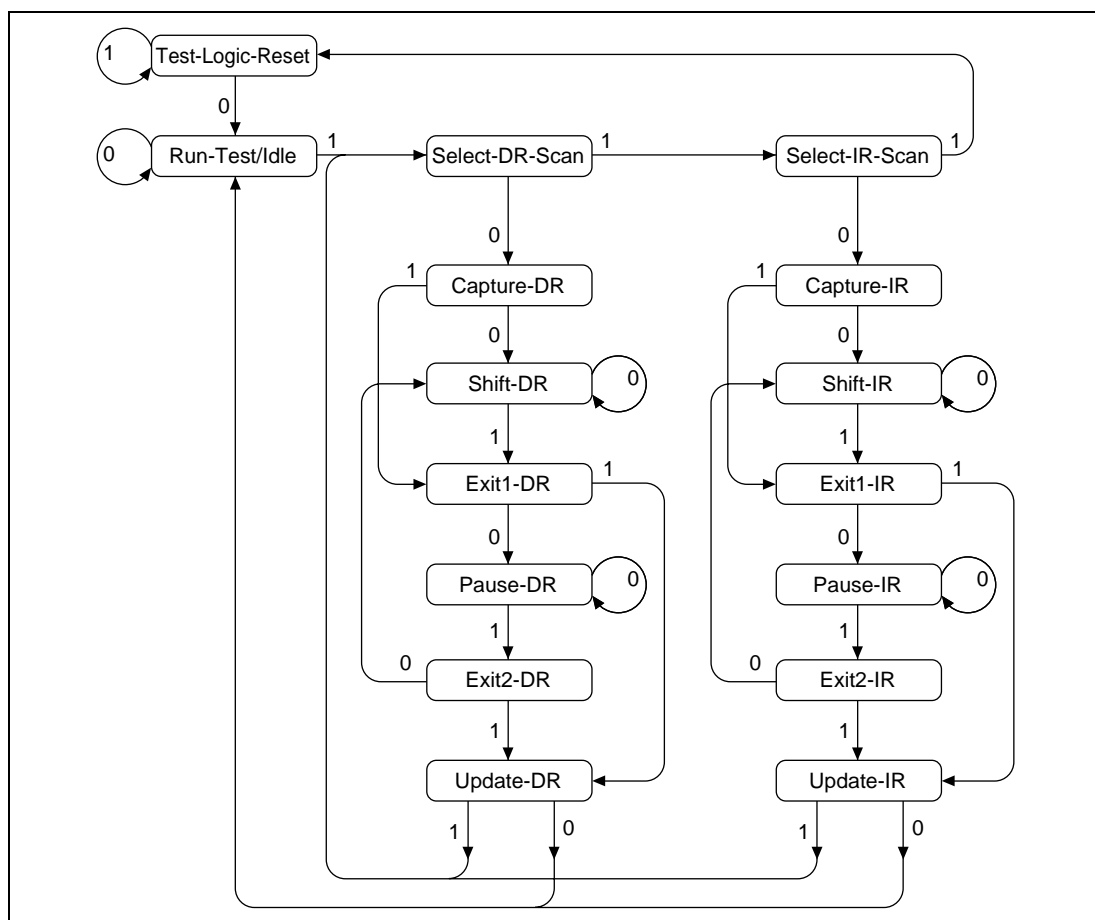 1 Test-Logic-Reset
0
0 Run-Test/Idle 1 Select-DR-Scan 1 Select-IR-Scan 1
0 0
1 Capture-DR 1 Capture-IR
0 0
Shift-DR 0 Shift-IR 0
1 1
Exit1-DR 1 Exit1-IR 1
0 0
Pause-DR 0 Pause-IR 0
1 1
0 Exit2-DR 0 Exit2-IR
1 1
Update-DR Update-IR
1 0 1 0